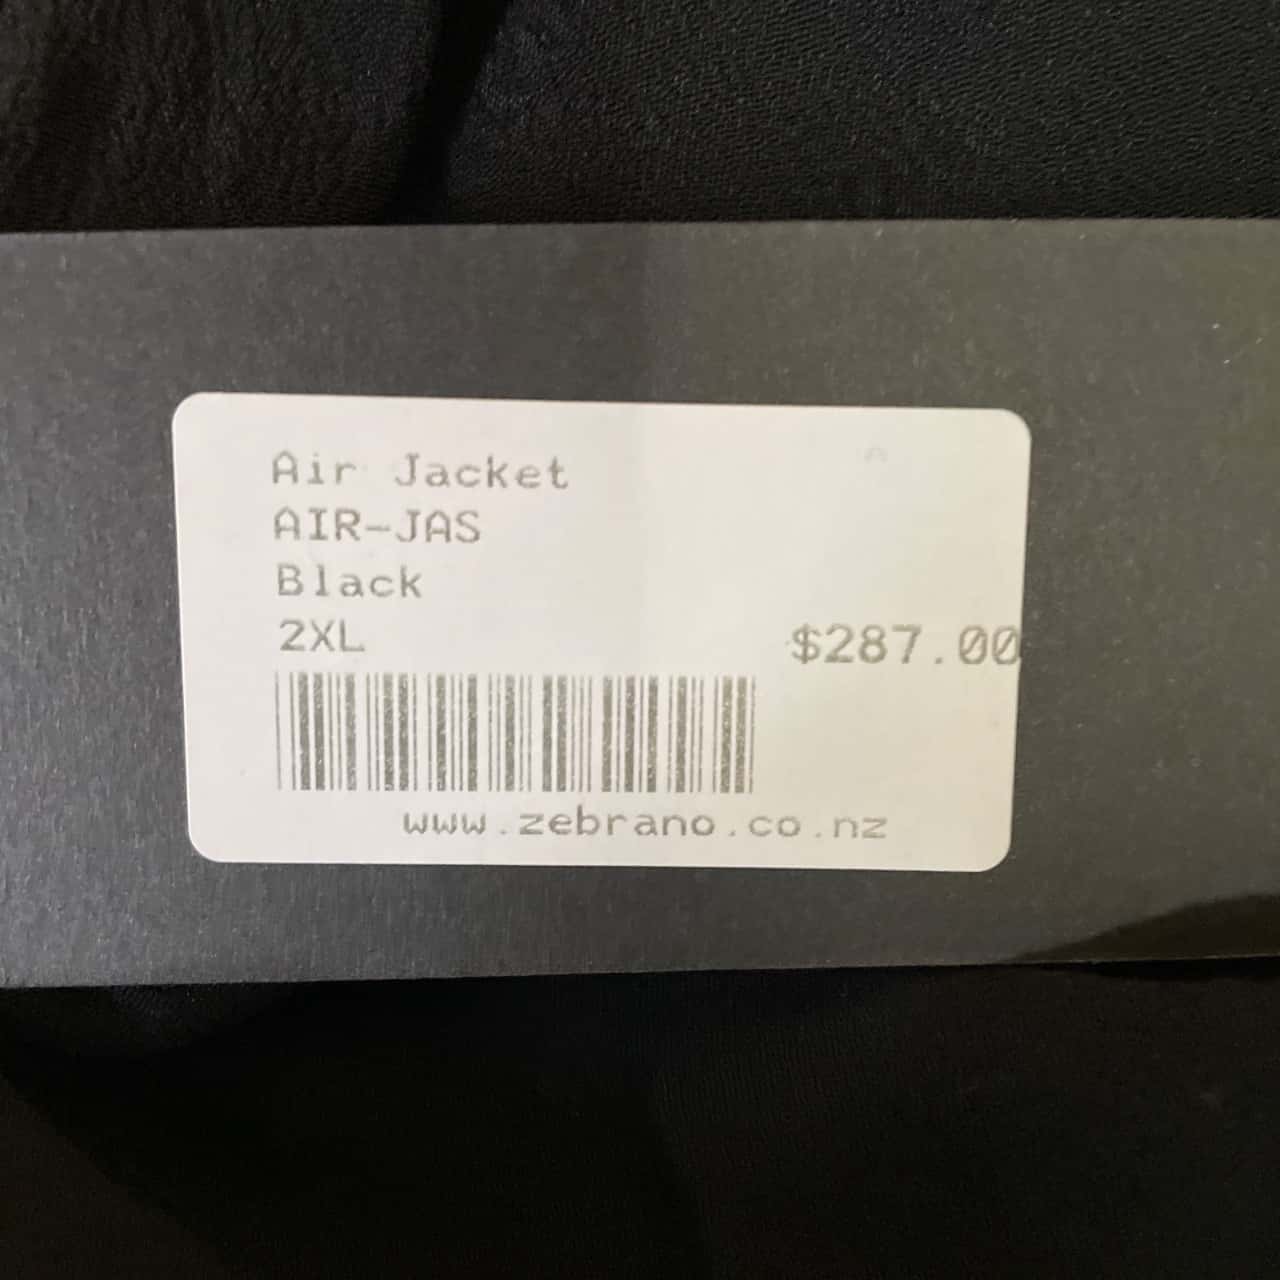 Air Jacket
AIR-JAS
Black
2XL
$287.00
www.zebrano.co.nz